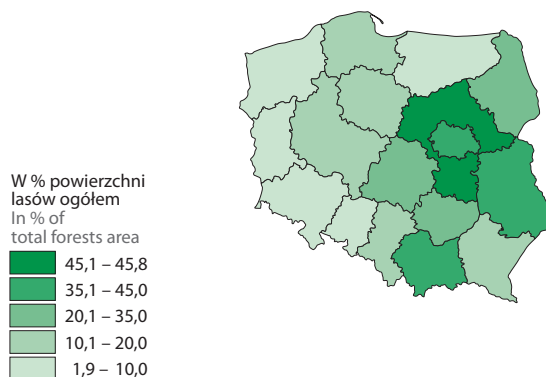 W % powierzchni
lasów ogółem
In % of
total forests area
45,1 – 45,8
35,1 – 45,0
20,1 – 35,0
10,1 – 20,0
1,9 – 10,0